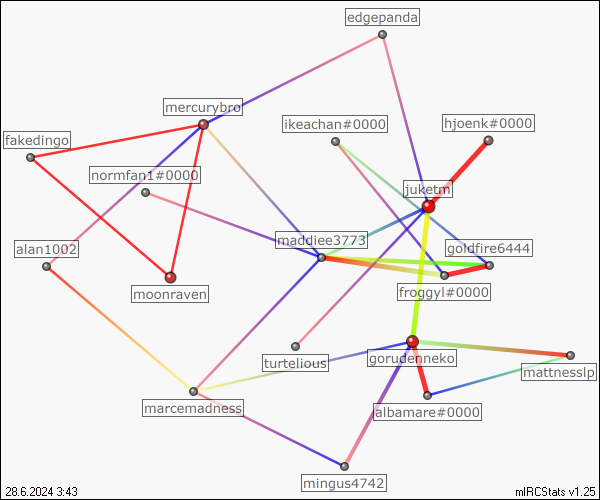 edgepanda
mercurybro
ikeachan#0000
hjoenk#0000
fakedingo
normfan1#0000
juketm
maddiee3773
goldfire6444
alan1002
moonraven
froggyl#0000
turtelious
gorudenneko
mattnesslp
marcemadness
albamare#0000
mingus4742
28.6.2024 3:43
mIRCStats v1.25